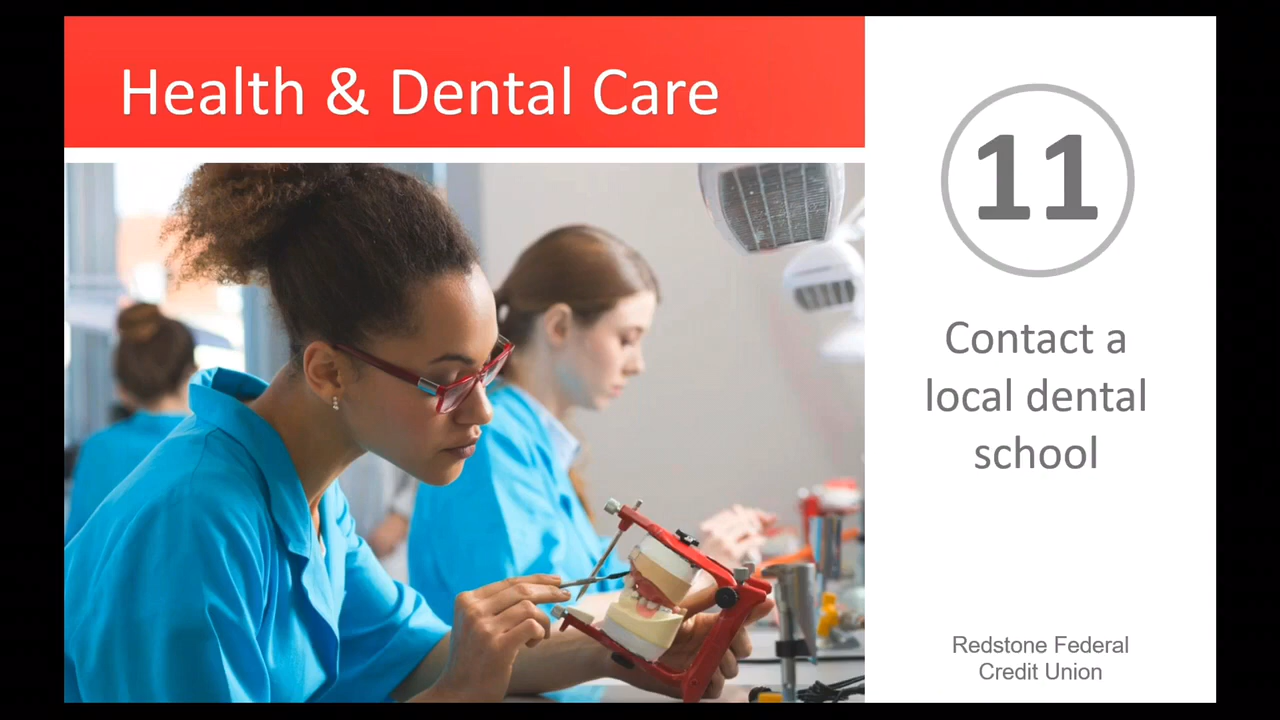 Health & Dental Care
11
Contact a
local dental
school
Redstone Federal
Credit Union